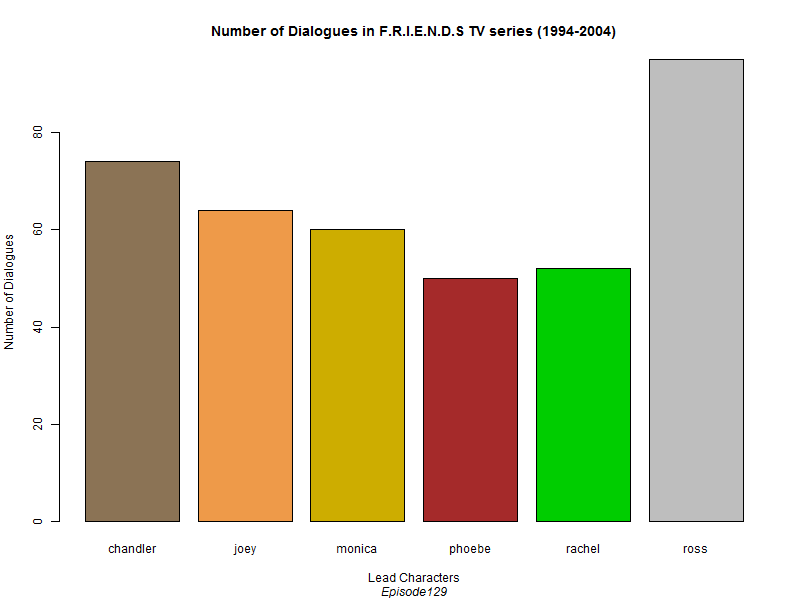 Number of Dialogues in F.R.I.E.N.D.S TV series (1994-2004)
Number of Dialogues
80
60
40
20
0
chandler joey monica phoebe rachel ross
Lead Characters
Episode129